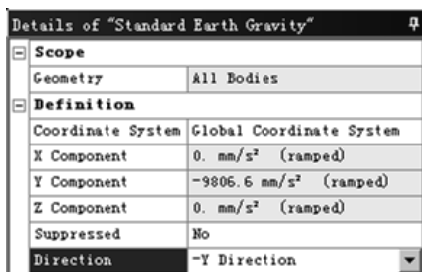 Details of "Standard Earth Gravity"
Scope
Geometry All Bodies
Definition
Coordinate System Global Coordinate System
X Component 0. mm/s² (ramped)
Y Component -9806.6 mm/s² (ramped)
Z Component 0. mm/s² (ramped)
Suppressed No
Direction -Y Direction